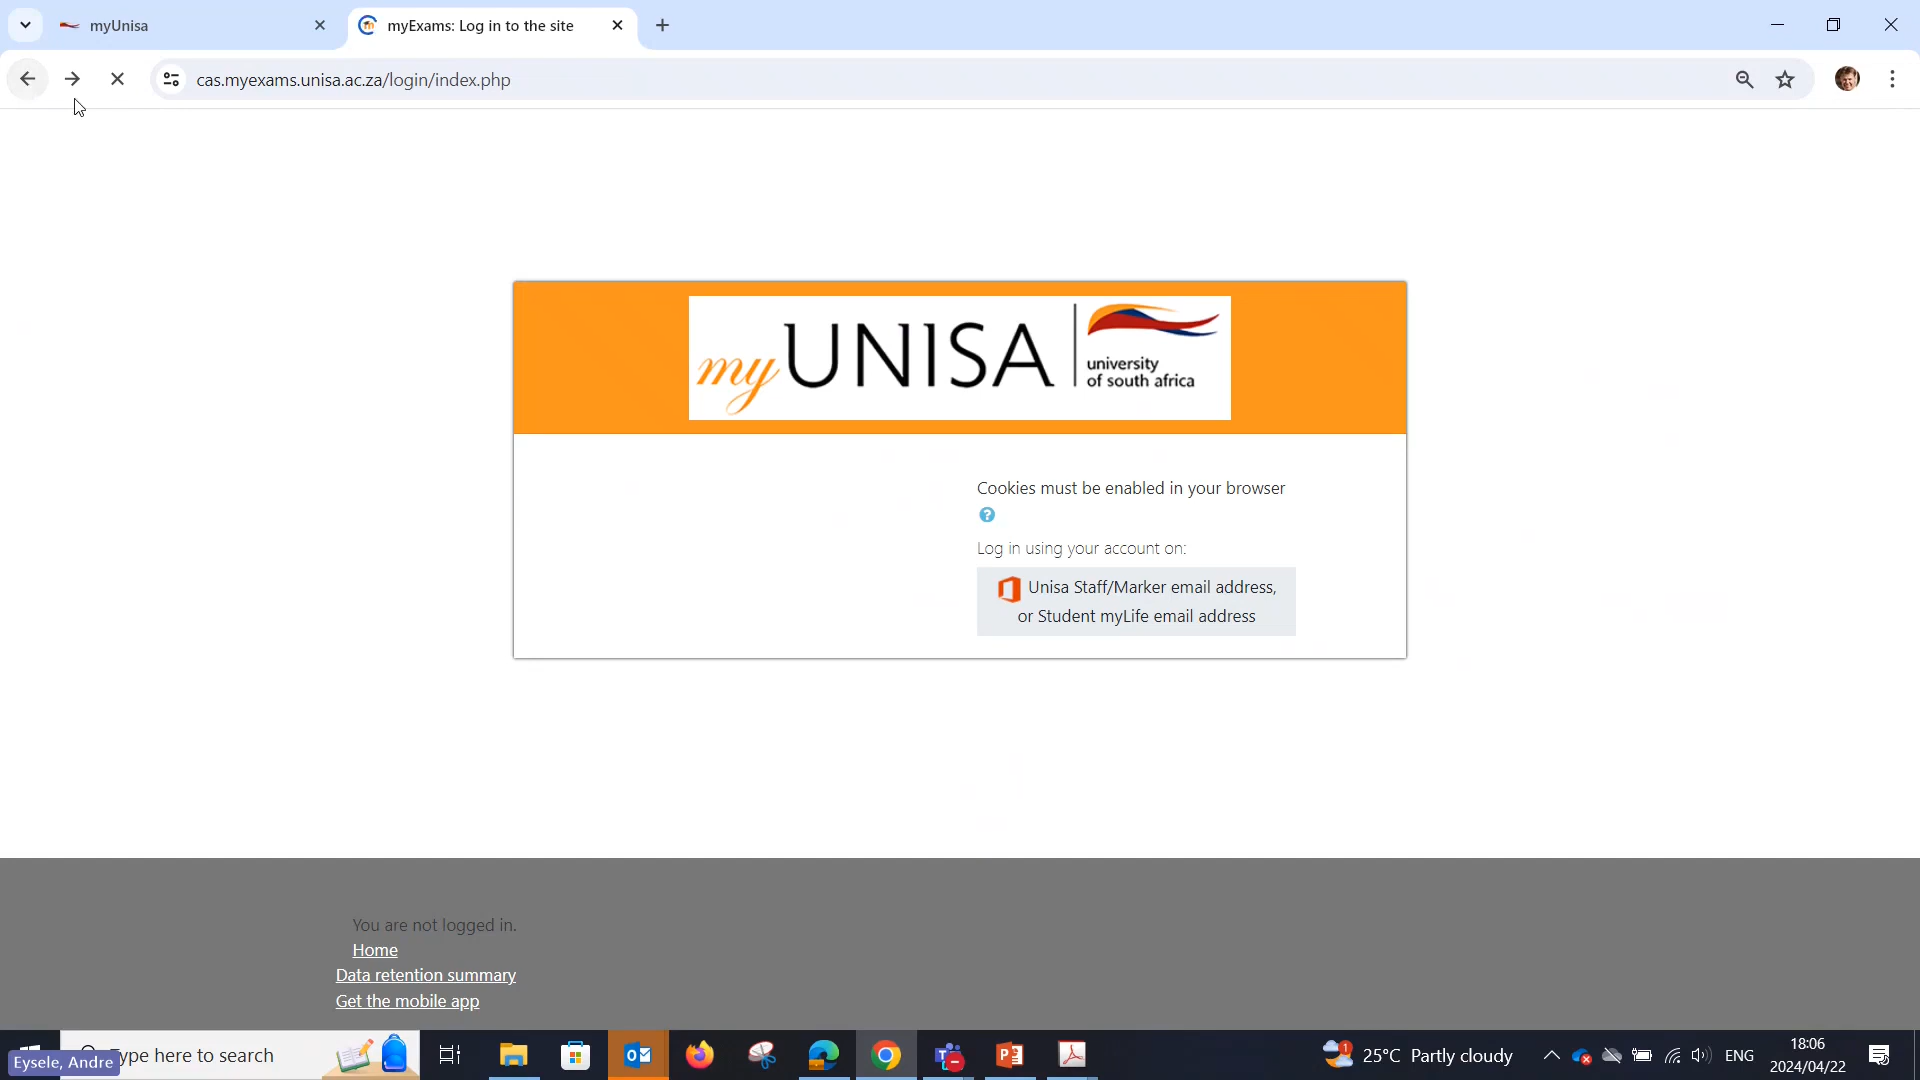 myUnisa
myExams: Log in to the site
cas.myexams.unisa.ac.za/login/index.php
my UNISA
university
of south africa
Cookies must be enabled in your browser
Log in using your account on:
Unisa Staff/Marker email address,
or Student myLife email address
You are not logged in.
Home
Data retention summary
Get the mobile app
Eysele, Andre
ype here to search
1
25°C Partly cloudy
ENG
18:06
2024/04/22